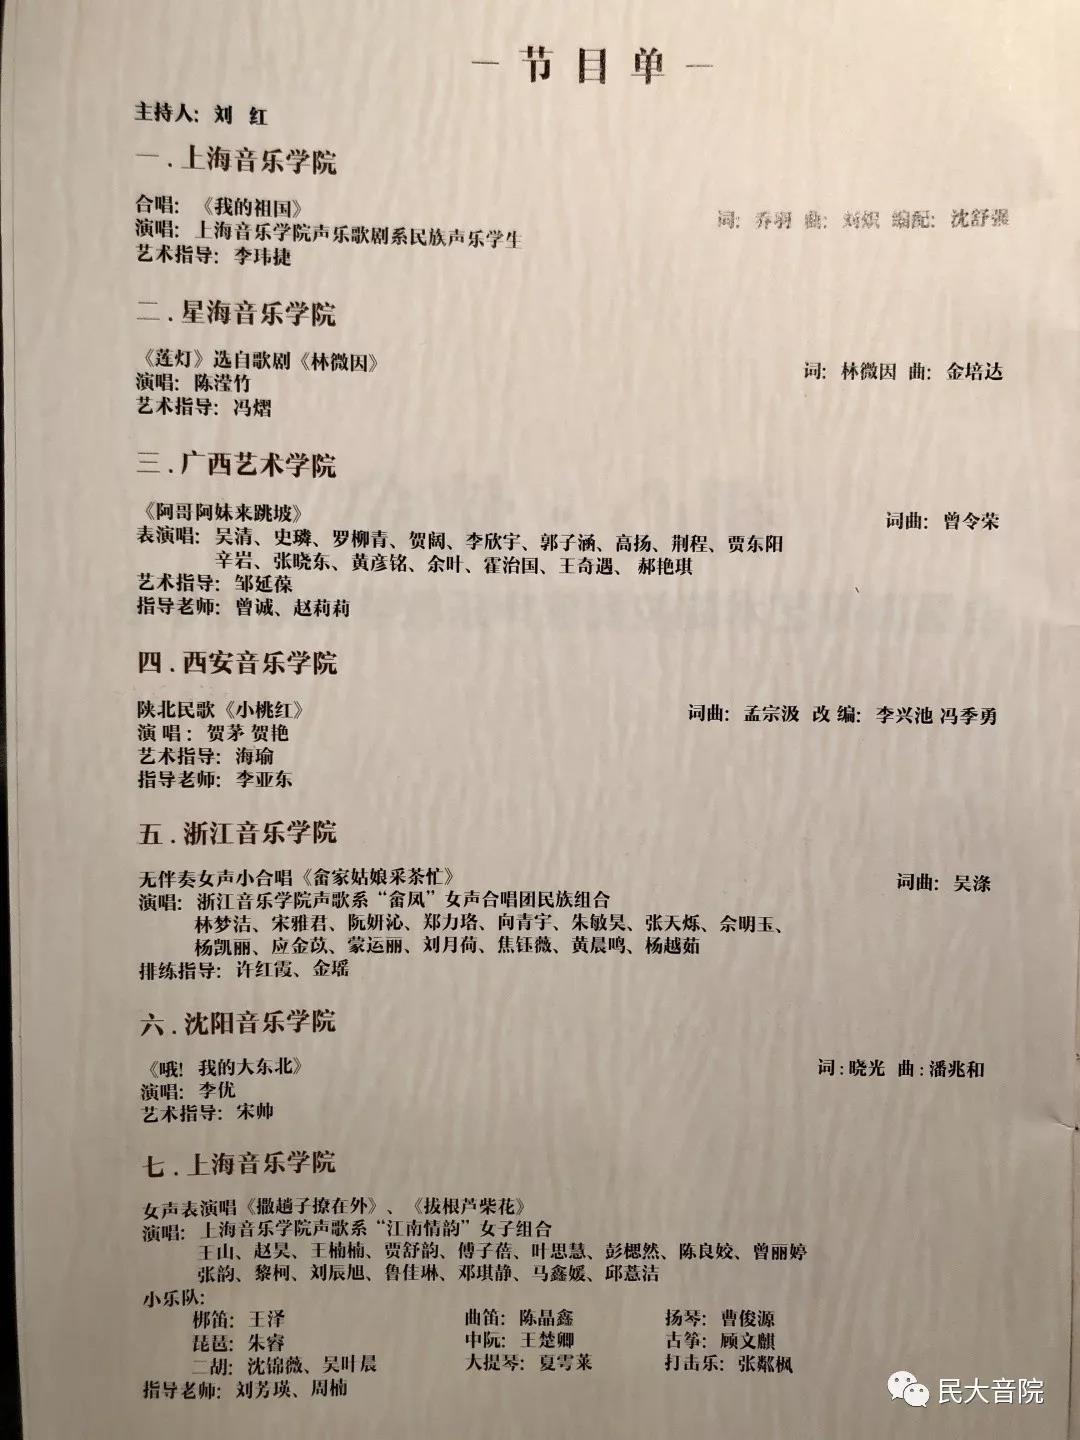 — 节目单 —
主持人：刘 红
一.上海音乐学院
合唱：《我的祖国》
词：乔羽 曲：刘炽 编配：沈舒强
演唱：上海音乐学院声乐歌剧系民族声乐学生
艺术指导：李玮捷
二.星海音乐学院
《莲灯》选自歌剧《林微因》
词：林微因 曲：金培达
演唱：陈滢竹
艺术指导：冯熠
三.广西艺术学院
《阿哥阿妹来跳坡》
词曲：曾令荣
表演唱：吴清、史璘、罗柳青、贺阔、李欣宇、郭子涵、高扬、荆程、贾东阳
辛岩、张晓东、黄彦铭、余叶、霍治国、王奇遇、郝艳琪
艺术指导：邹延葆
指导老师：曾诚、赵莉莉
四.西安音乐学院
陕北民歌《小桃红》
词曲：孟宗汲 改 编：李兴池 冯季勇
演 唱：贺茅 贺艳
艺术指导：海瑜
指导老师：李亚东
五.浙江音乐学院
无伴奏女声小合唱《畲家姑娘采茶忙》
词曲：吴涤
演唱：浙江音乐学院声歌系“畲凤”女声合唱团民族组合
林梦洁、宋雅君、阮妍沁、郑力珞、向青宇、朱敏昊、张天烁、佘明玉、
杨凯丽、应金苡、蒙运丽、刘月荷、焦钰薇、黄晨鸣、杨越茹
排练指导：许红霞、金瑶
六.沈阳音乐学院
《哦！我的大东北》
词：晓光 曲：潘兆和
演唱：李优
艺术指导：宋帅
七.上海音乐学院
女声表演唱《撒趟子撩在外》、《拔根芦柴花》
演唱：上海音乐学院声歌系“江南情韵”女子组合
王山、赵昊、王楠楠、贾舒韵、傅子蓓、叶思慧、彭楒然、陈良姣、曾丽婷
张韵、黎柯、刘辰旭、鲁佳琳、邓琪静、马鑫媛、邱薏洁
小乐队：
梆笛：王泽 曲笛：陈晶鑫 扬琴：曹俊源
琵琶：朱睿 中阮：王楚卿 古筝：顾文麒
二胡：沈锦薇、吴叶晨 大提琴：夏雩莱 打击乐：张粼枫
指导老师：刘芳瑛、周楠
民大音院